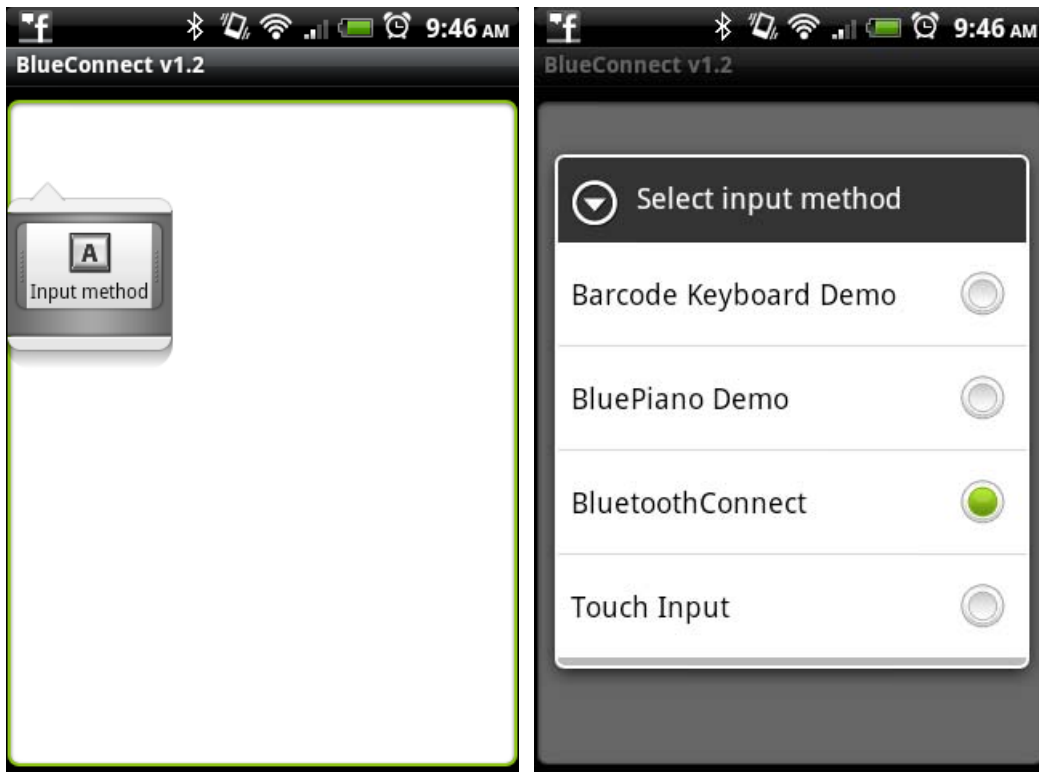 9:46 AM
BlueConnect v1.2
A
Input method
9:46 AM
BlueConnect v1.2
Select input method
Barcode Keyboard Demo
BluePiano Demo
BluetoothConnect
Touch Input